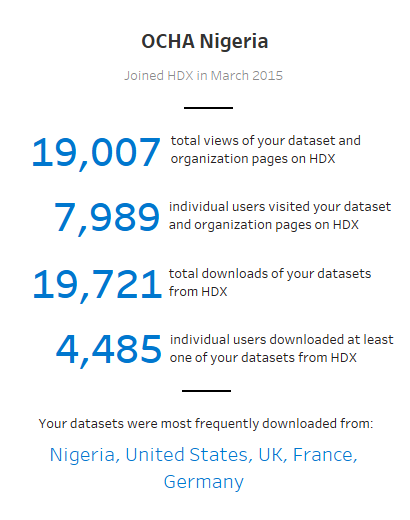 OCHA Nigeria
Joined HDX in March 2015
19,007 total views of your dataset and
organization pages on HDX
7,989 individual users visited your dataset
and organization pages on HDX
19,721 total downloads of your datasets
from HDX
4,485 individual users downloaded at least
one of your datasets from HDX
Your datasets were most frequently downloaded from:
Nigeria, United States, UK, France,
Germany